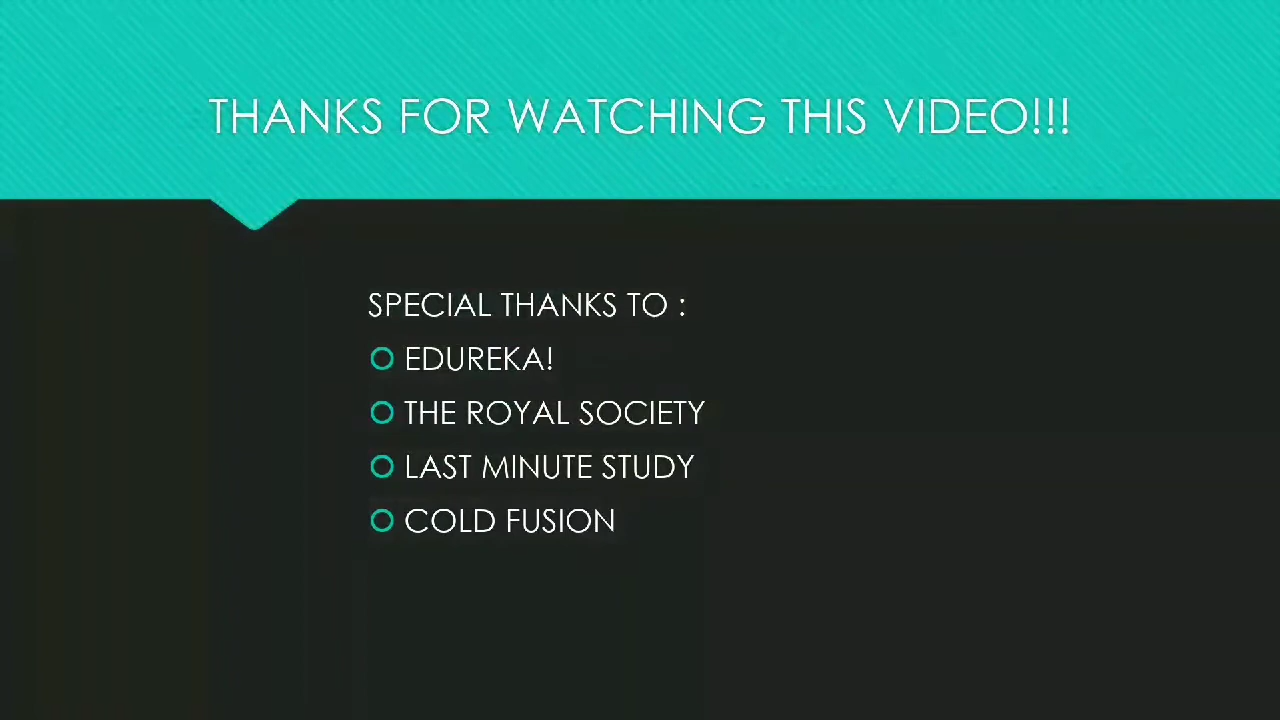 THANKS FOR WATCHING THIS VIDEO!!!
SPECIAL THANKS TO :
EDUREKA!
THE ROYAL SOCIETY
LAST MINUTE STUDY
COLD FUSION